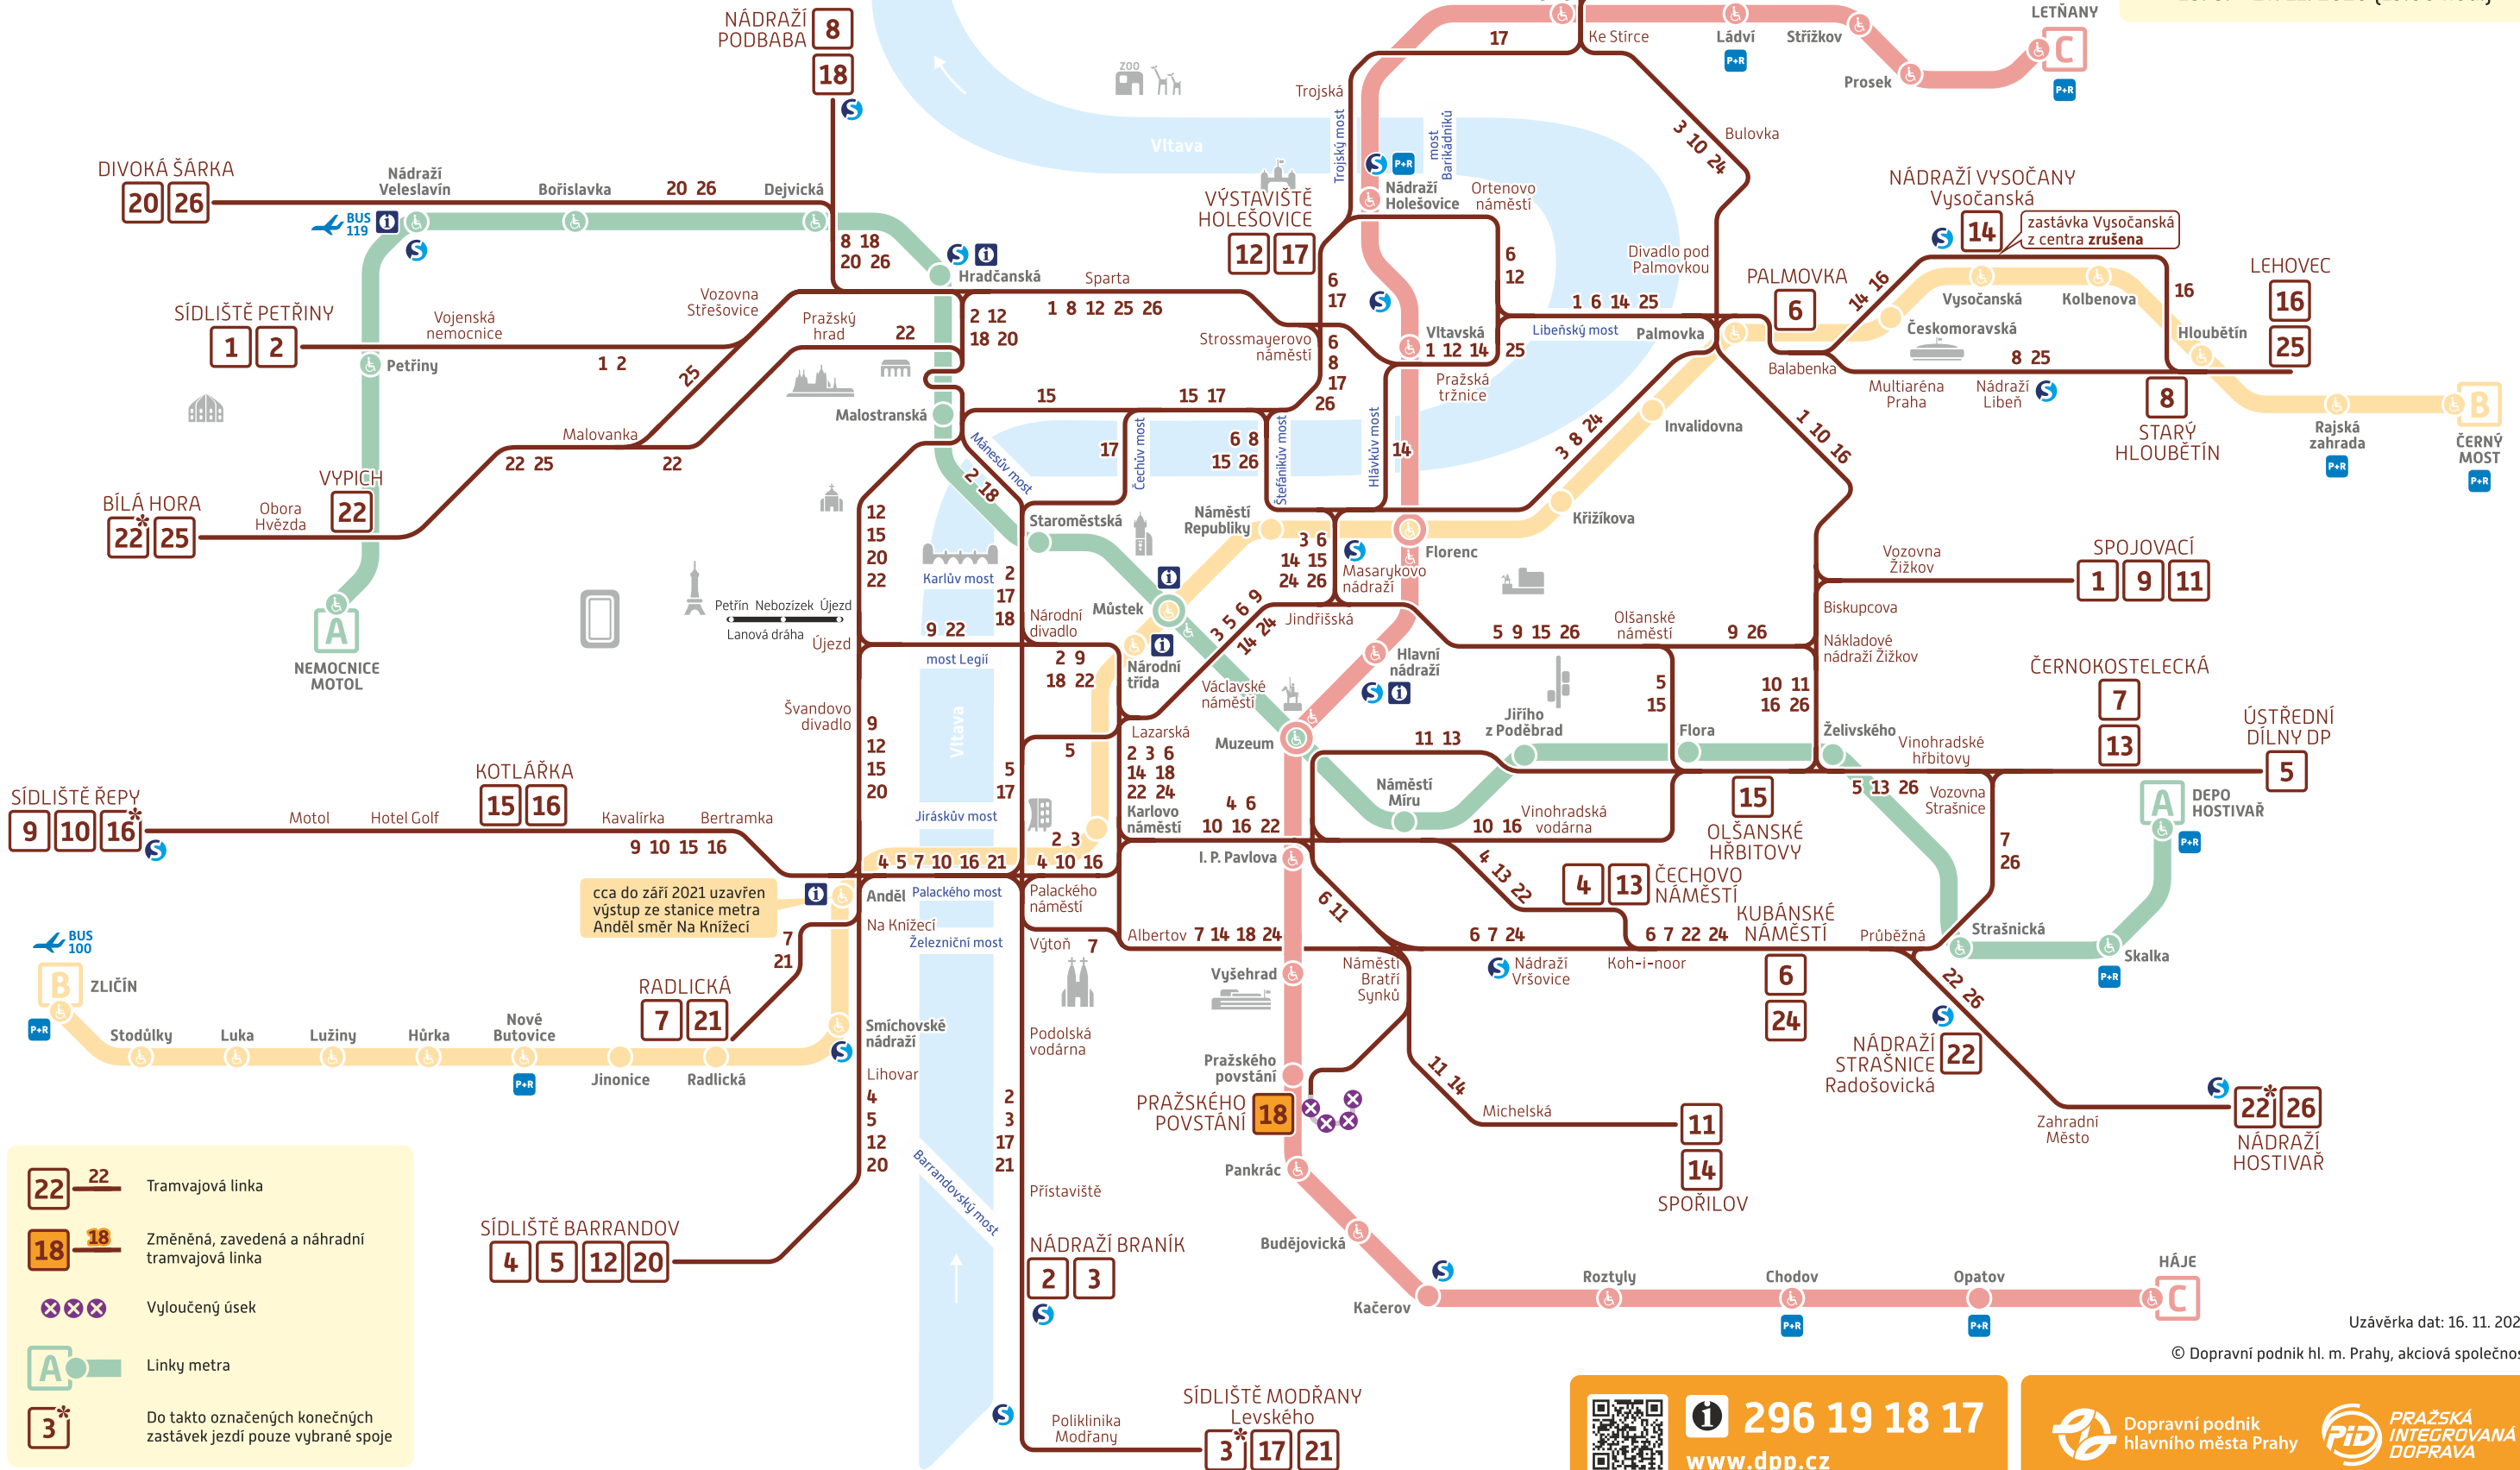 LETŇANY
C
P+R
NÁDRAŽÍ
PODBABA
8
18
17
Ke Stírce
Ládví
P+R
Střížkov
Prosek
ZOO
Trojská
Trojský most
most
Barikádníků
Vltava
3 10 24
Bulovka
DIVOKÁ ŠÁRKA
20 26
Nádraží
Veleslavín
Bořislavka
20 26
Dejvická
BUS
119
8 18
20 26
Hradčanská
VÝSTAVIŠTĚ
HOLEŠOVICE
12 17
P+R
Nádraží
Holešovice
Ortenovo
náměstí
6
12
NÁDRAŽÍ VYSOČANY
Vysočanská
14
zastávka Vysočanská
z centra zrušena
Divadlo pod
Palmovkou
PALMOVKA
6
14 16
Vysočanská
Kolbenova
16
LEHOVEC
16
25
SÍDLIŠTĚ PETŘINY
1 2
Vojenská
nemocnice
1 2
Petřiny
Vozovna
Střešovice
25
Pražský
hrad
22
2 12
18 20
Sparta
1 8 12 25 26
6
17
Strossmayerovo
náměstí
6
8
17
26
Vltavská
1 12 14
25
Pražská
tržnice
1 6 14 25
Libeňský most
Palmovka
Českomoravská
Hloubětín
8 25
Balabenka
Multiaréna
Praha
Nádraží
Libeň
8
STARÝ
HLOUBĚTÍN
Rajská
zahrada
P+R
B
ČERNÝ
MOST
P+R
Malostranská
15
15 17
Mánesův most
2 18
17
Čechův most
6 8
15 26
Štefánikův most
Hlávkův most
14
3 8 24
Invalidovna
1 10 16
Malovanka
22 25
22
VYPICH
22
BÍLÁ HORA
22* 25
Obora
Hvězda
A
NEMOCNICE
MOTOL
12
15
20
22
Staroměstská
Karlův most
2
17
18
Náměstí
Republiky
3 6
14 15
24 26
Masarykovo
nádraží
Florenc
Křižíkova
Vozovna
Žižkov
SPOJOVACÍ
1 9 11
Biskupcova
Petřín Nebozízek Újezd
Lanová dráha
Můstek
Újezd
9 22
most Legií
Národní
divadlo
2 9
18 22
Národní
třída
3 5 6 9
14 24
Jindřišská
Václavské
náměstí
Hlavní
nádraží
5 9 15 26
Olšanské
náměstí
9 26
Nákladové
nádraží Žižkov
5
15
10 11
16 26
ČERNOKOSTELECKÁ
7
13
ÚSTŘEDNÍ
DÍLNY DP
5
Švandovo
divadlo
9
12
15
20
Vltava
5
Lazarská
2 3 6
14 18
22 24
Muzeum
11 13
Jiřího
z Poděbrad
Flora
Želivského
Vinohradské
hřbitovy
5 13 26
Vozovna
Strašnice
A
DEPO
HOSTIVAŘ
P+R
SÍDLIŠTĚ ŘEPY
9 10 16*
Motol
Hotel Golf
KOTLÁŘKA
15 16
Kavalírka
Bertramka
9 10 15 16
5
17
Jiráskův most
2 3
Karlovo
náměstí
4 6
10 16 22
Náměstí
Míru
10 16
Vinohradská
vodárna
15
OLŠANSKÉ
HŘBITOVY
7
26
4 5 7 10 16 21
4 10 16
I. P. Pavlova
4 13 22
4 13
ČECHOVO
NÁMĚSTÍ
cca do září 2021 uzavřen
výstup ze stanice metra
Anděl směr Na Knížecí
Anděl
Palackého most
Palackého
náměstí
6 11
KUBÁNSKÉ
NÁMĚSTÍ
Na Knížecí
Železniční most
7
21
Výtoň
7
Albertov
7 14 18 24
6 7 24
6 7 22 24
Průběžná
Strašnická
Skalka
P+R
BUS
100
B
ZLIČÍN
P+R
RADLICKÁ
7 21
Vyšehrad
Náměstí
Bratří
Synků
Nádraží
Vršovice
Koh-i-noor
6
24
22 26
NÁDRAŽÍ
STRAŠNICE
Radošovická
22
Stodůlky
Luka
Lužiny
Hůrka
Nové
Butovice
P+R
Jinonice
Radlická
Smíchovské
nádraží
Podolská
vodárna
Lihovar
4
5
12
20
2
3
17
21
Pražského
povstání
PRAŽSKÉHO
POVSTÁNÍ
18
11 14
Michelská
11
14
SPOŘILOV
Zahradní
Město
22* 26
NÁDRAŽÍ
HOSTIVAŘ
Pankrác
Barrandovský most
Přístaviště
SÍDLIŠTĚ BARRANDOV
4 5 12 20
NÁDRAŽÍ BRANÍK
2 3
Budějovická
Kačerov
Roztyly
Chodov
P+R
Opatov
P+R
HÁJE
C
22 22 Tramvajová linka
18 18 Změněná, zavedená a náhradní
tramvajová linka
Vyloučený úsek
A Linky metra
3* Do takto označených konečných
zastávek jezdí pouze vybrané spoje
Poliklinika
Modřany
SÍDLIŠTĚ MODŘANY
Levského
3* 17 21
Uzávěrka dat: 16. 11. 202
© Dopravní podnik hl. m. Prahy, akciová společnos
296 19 18 17
www.dpp.cz
Dopravní podnik
hlavního města Prahy
PID
PRAŽSKÁ
INTEGROVANÁ
DOPRAVA